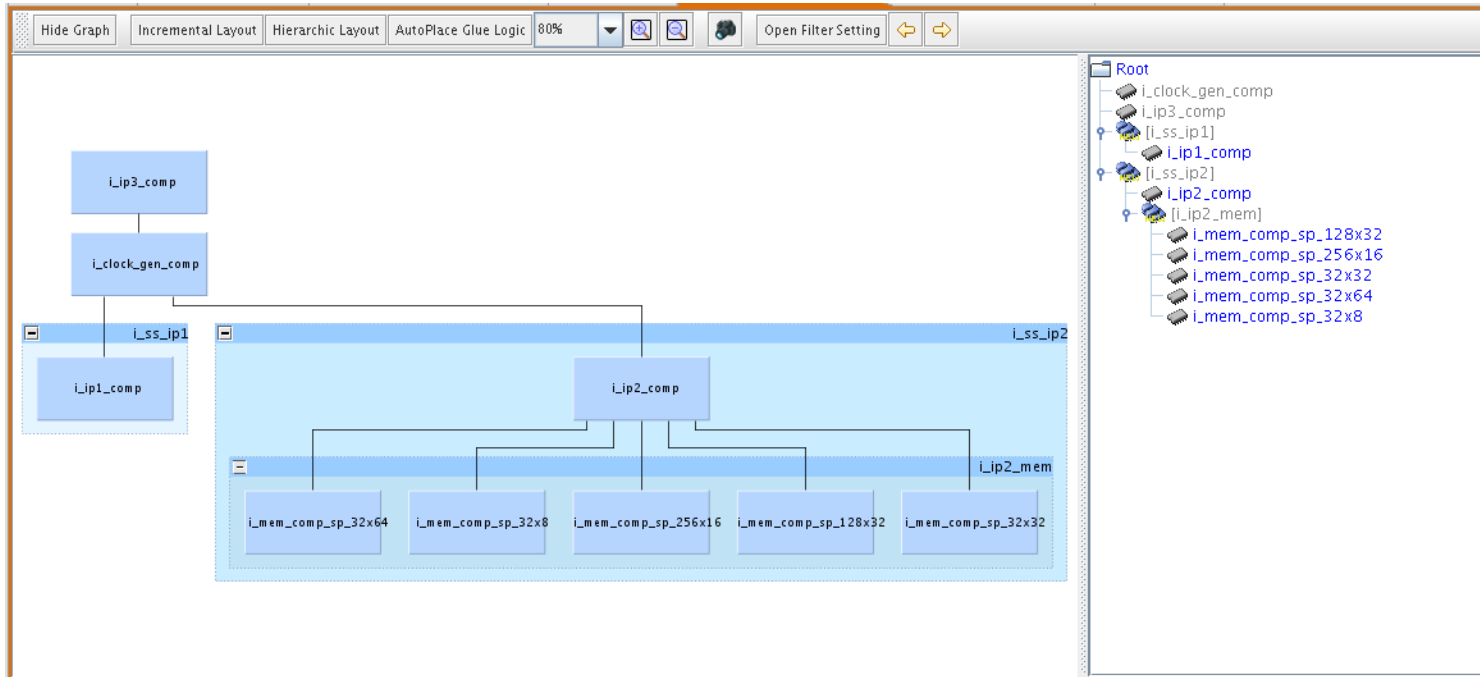 Hide Graph Incremental Layout Hierarchic Layout AutoPlace Glue Logic 80% Open Filter Setting
i_ip3_comp
i_clock_gen_comp
i_ss_ip1
i_ip1_comp
i_ss_ip2
i_ip2_comp
i_ip2_mem
i_mem_comp_sp_32x64 i_mem_comp_sp_32x8 i_mem_comp_sp_256x16 i_mem_comp_sp_128x32 i_mem_comp_sp_32x32
Root
i_clock_gen_comp
i_ip3_comp
[i_ss_ip1]
i_ip1_comp
[i_ss_ip2]
i_ip2_comp
[i_ip2_mem]
i_mem_comp_sp_128x32
i_mem_comp_sp_256x16
i_mem_comp_sp_32x32
i_mem_comp_sp_32x64
i_mem_comp_sp_32x8